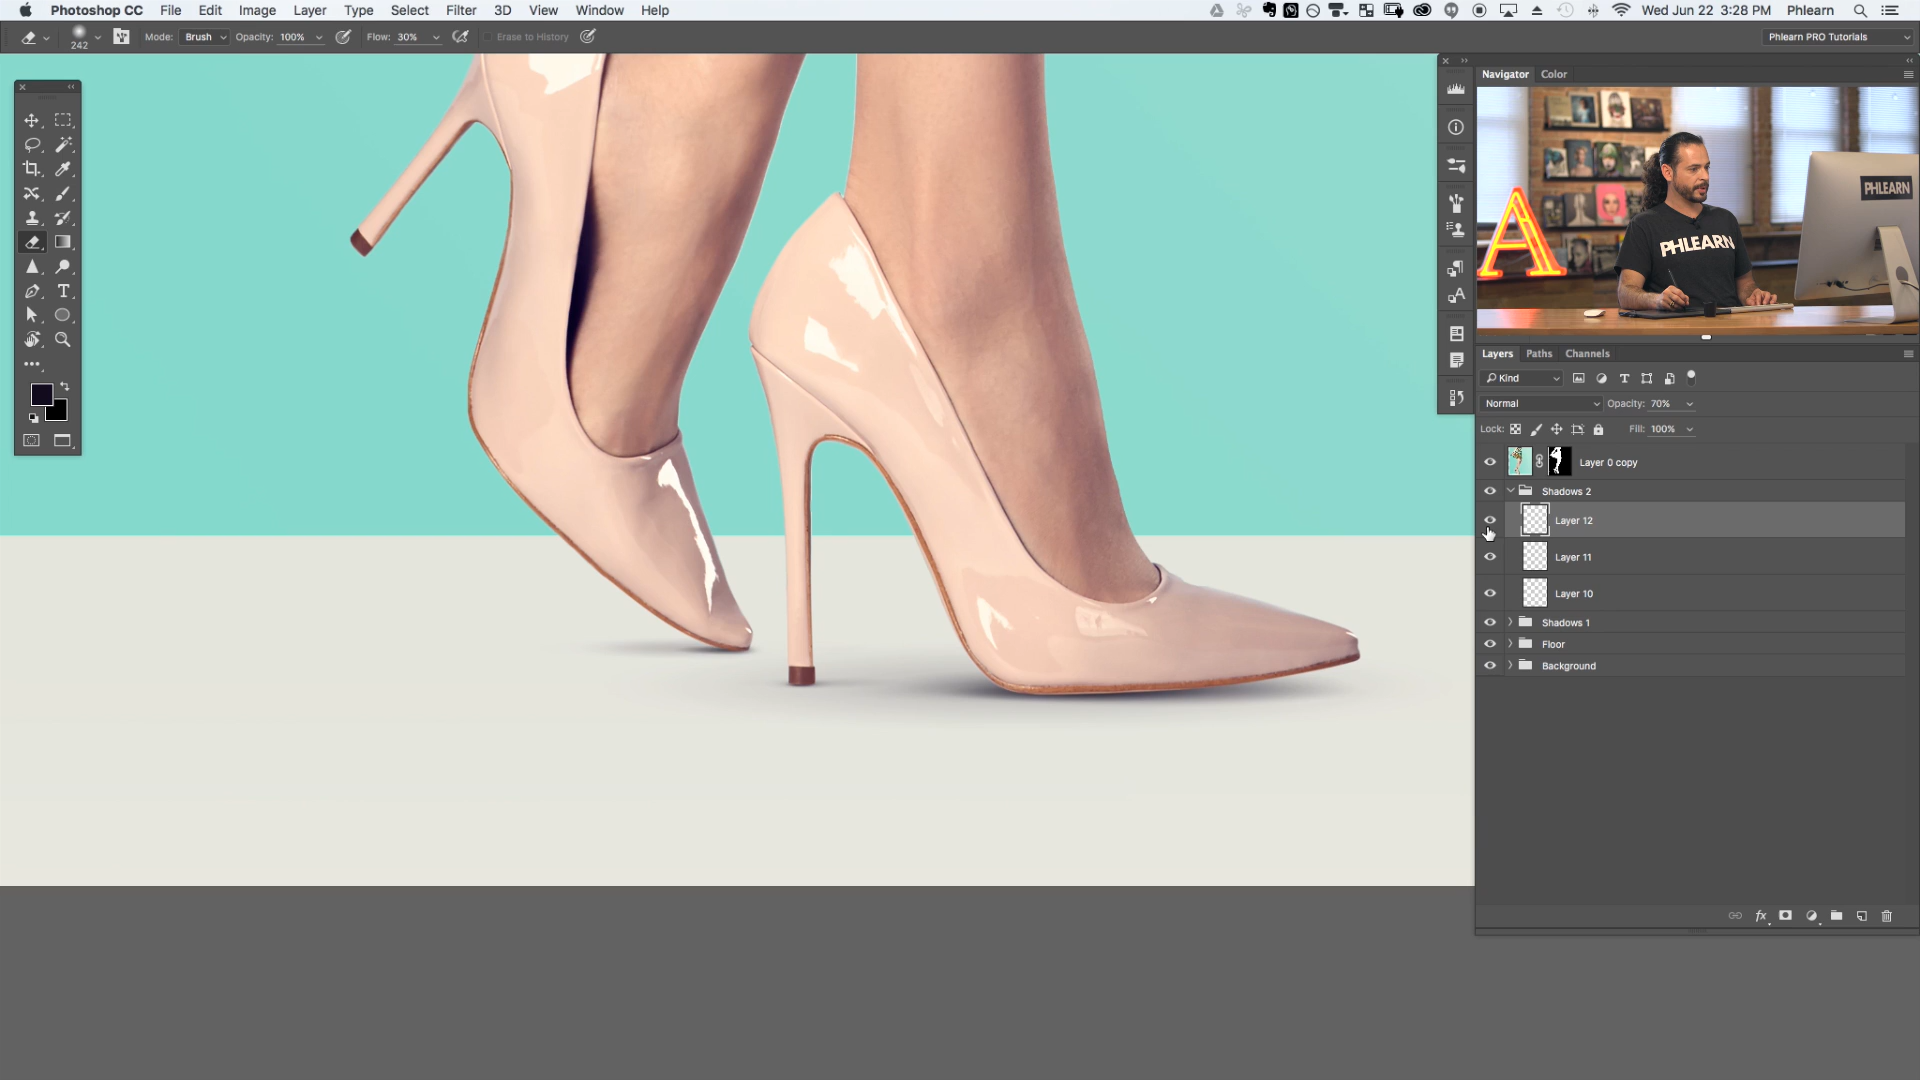 Photoshop CC File Edit Image Layer Type Select Filter 3D View Window Help Wed Jun 22 3:28 PM Phlearn
242 Mode: Brush Opacity: 100% Flow: 30% Erase to History Phlearn PRO Tutorials
Navigator Color
PHLEARN
PHLEARN
A
Layers Paths Channels
Kind
Normal Opacity: 70%
Lock: Fill: 100%
Layer 0 copy
Shadows 2
Layer 12
Layer 11
Layer 10
Shadows 1
Floor
Background
fx